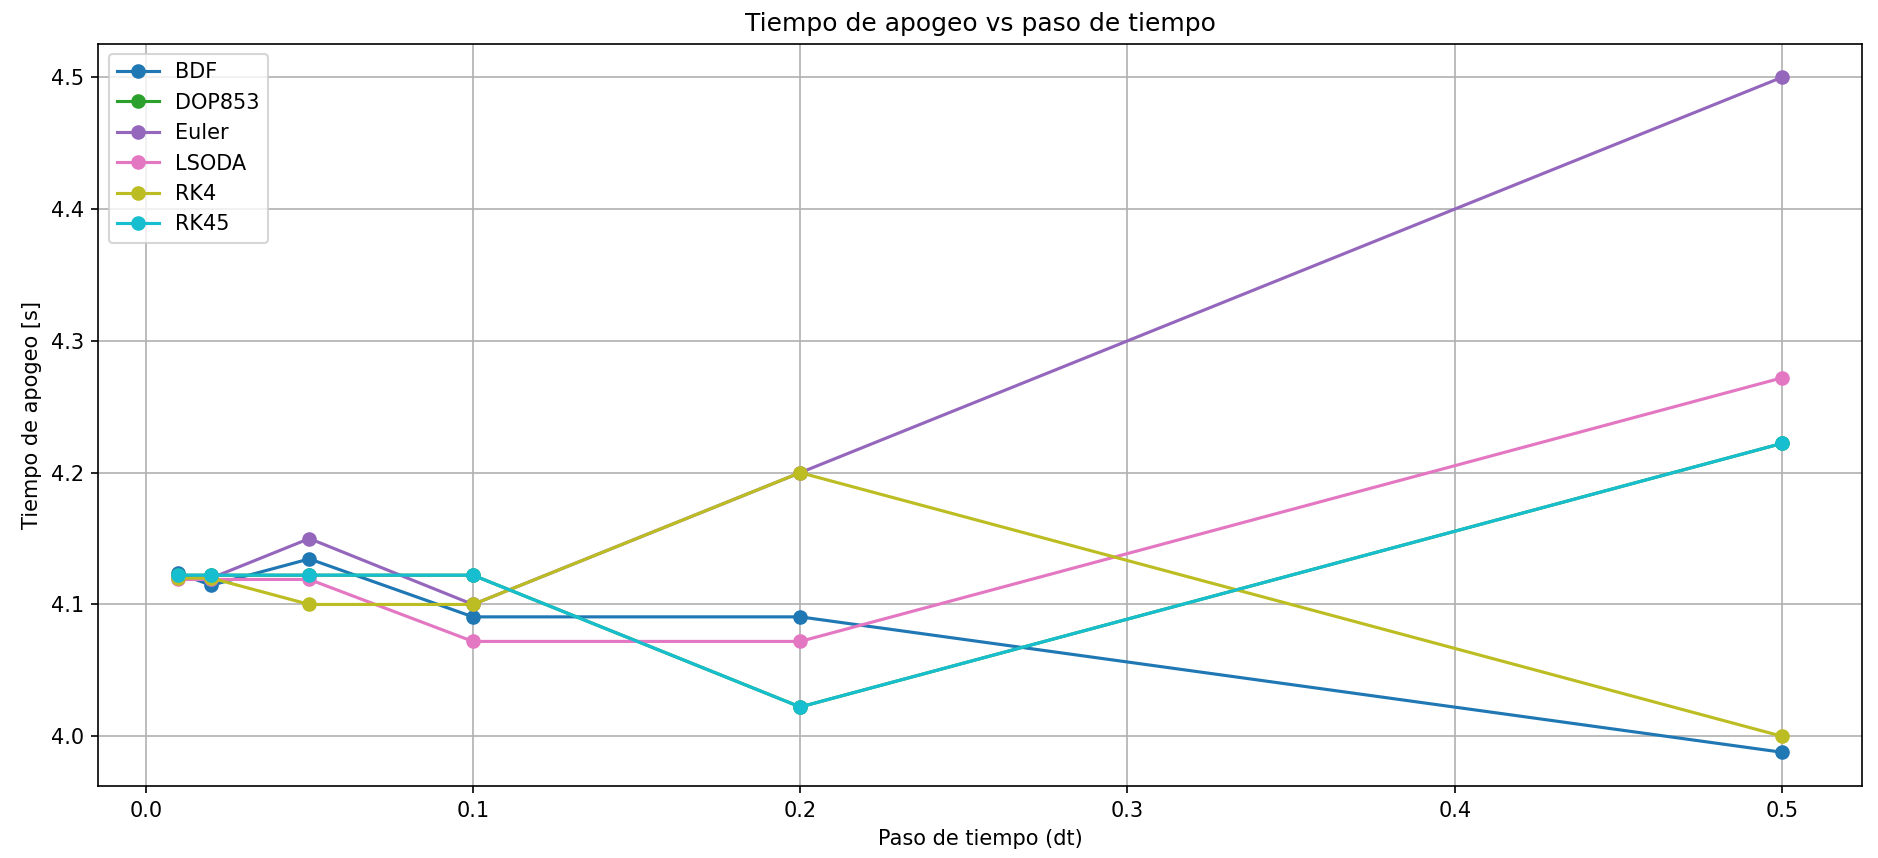 Tiempo de apogeo vs paso de tiempo
BDF
DOP853
Euler
LSODA
RK4
RK45
4.5
4.4
4.3
4.2
4.1
4.0
Tiempo de apogeo [s]
0.0 0.1 0.2 0.3 0.4 0.5
Paso de tiempo (dt)